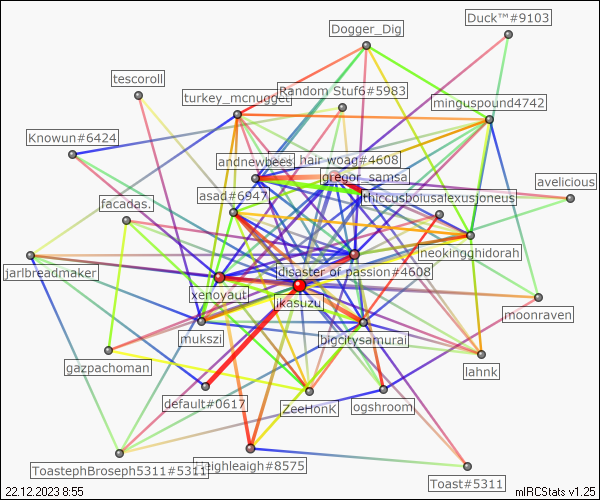 Duck™#9103
Dogger_Dig
tescoroll
Random Stuf6#5983
turkey_mcnugget
minguspound4742
Knowun#6424
hair woag#4608
andnewbees
gregor_samsa
avelicious
asad#6947
thiccusbolusalexusjoneus
facadas.
neokingghidorah
jarlbreadmaker
disaster of passion#4608
xenoyaut
ikasuzu
moonraven
mukszi
bigcitysamurai
gazpachoman
lahnk
default#0617
ZeeHonK
ogshroom
ToastephBroseph5311#5311
Heighleaigh#8575
Toast#5311
22.12.2023 8:55
mIRCStats v1.25